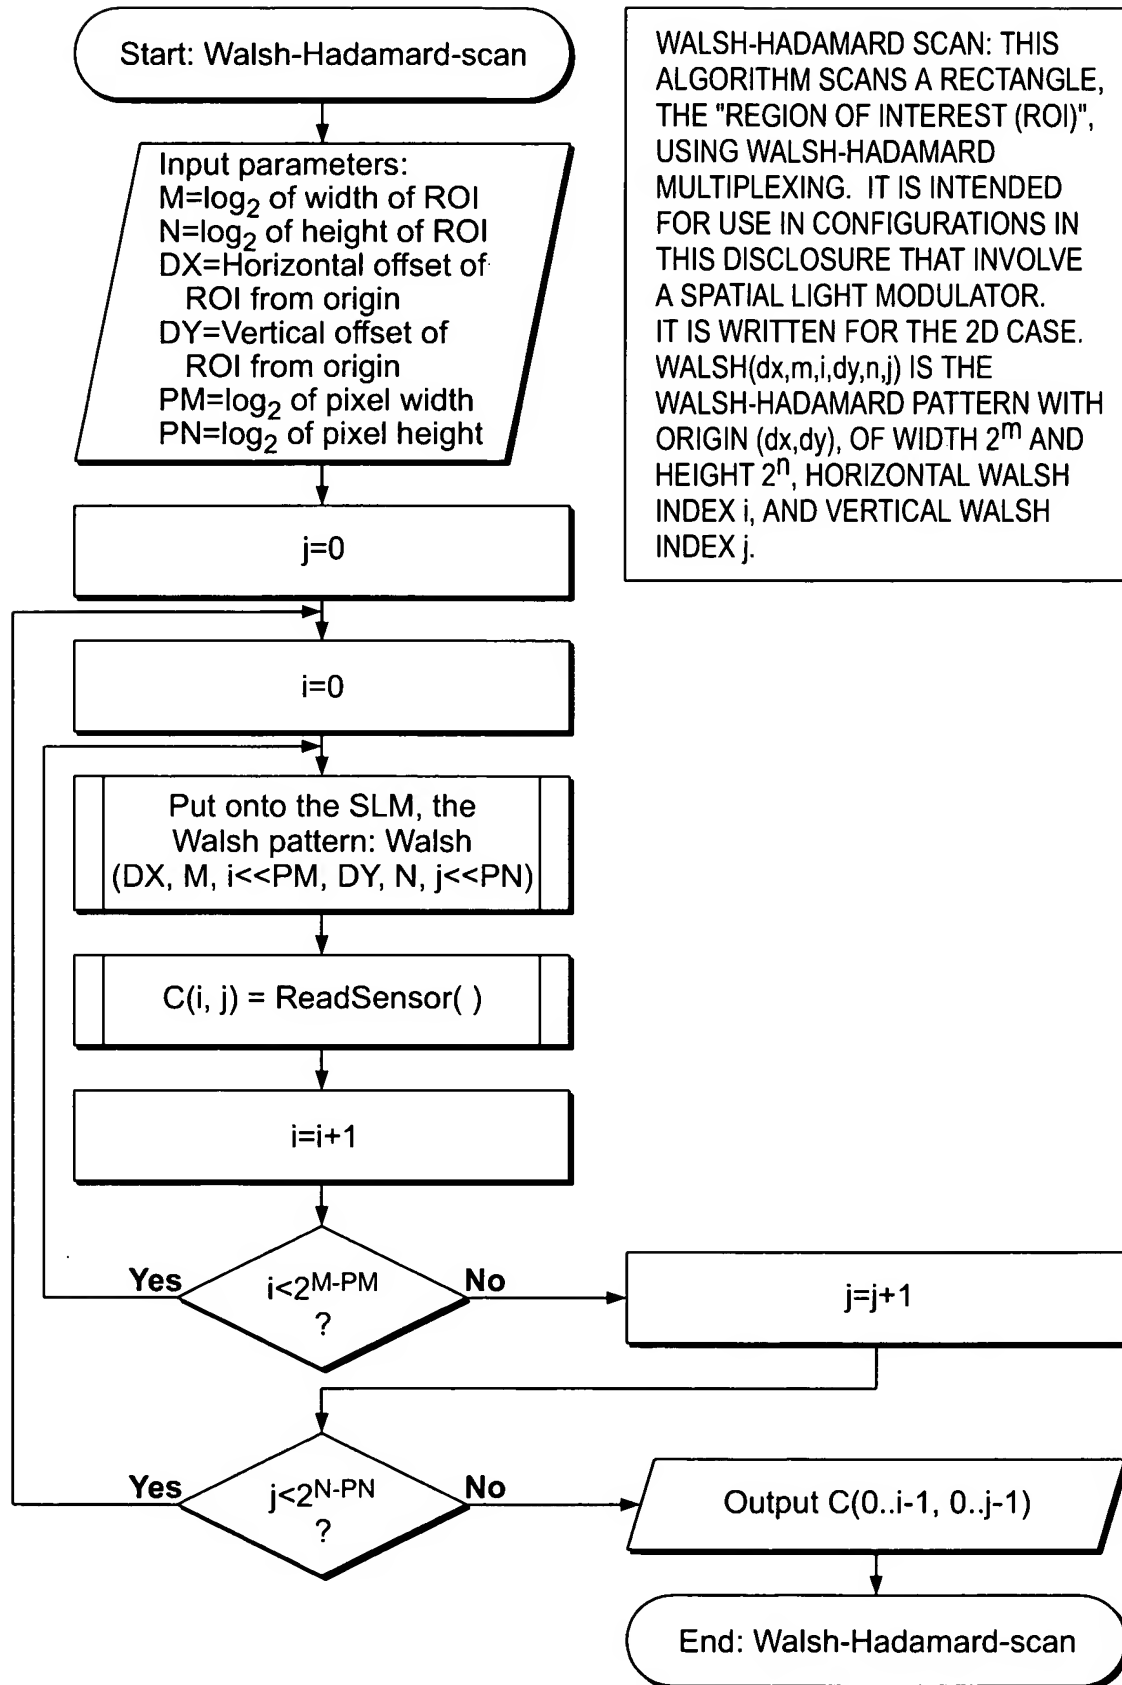 Start: Walsh-Hadamard-scan
Input parameters:
M=log₂ of width of ROI
N=log₂ of height of ROI
DX=Horizontal offset of
ROI from origin
DY=Vertical offset of
ROI from origin
PM=log₂ of pixel width
PN=log₂ of pixel height
WALSH-HADAMARD SCAN: THIS
ALGORITHM SCANS A RECTANGLE,
THE "REGION OF INTEREST (ROI)",
USING WALSH-HADAMARD
MULTIPLEXING. IT IS INTENDED
FOR USE IN CONFIGURATIONS IN
THIS DISCLOSURE THAT INVOLVE
A SPATIAL LIGHT MODULATOR.
IT IS WRITTEN FOR THE 2D CASE.
WALSH(dx,m,i,dy,n,j) IS THE
WALSH-HADAMARD PATTERN WITH
ORIGIN (dx,dy), OF WIDTH 2^m AND
HEIGHT 2^n, HORIZONTAL WALSH
INDEX i, AND VERTICAL WALSH
INDEX j.
j=0
i=0
Put onto the SLM, the
Walsh pattern: Walsh
(DX, M, i<<PM, DY, N, j<<PN)
C(i, j) = ReadSensor( )
i=i+1
Yes
i<2^M-PM
?
No
j=j+1
Yes
j<2^N-PN
?
No
Output C(0..i-1, 0..j-1)
End: Walsh-Hadamard-scan